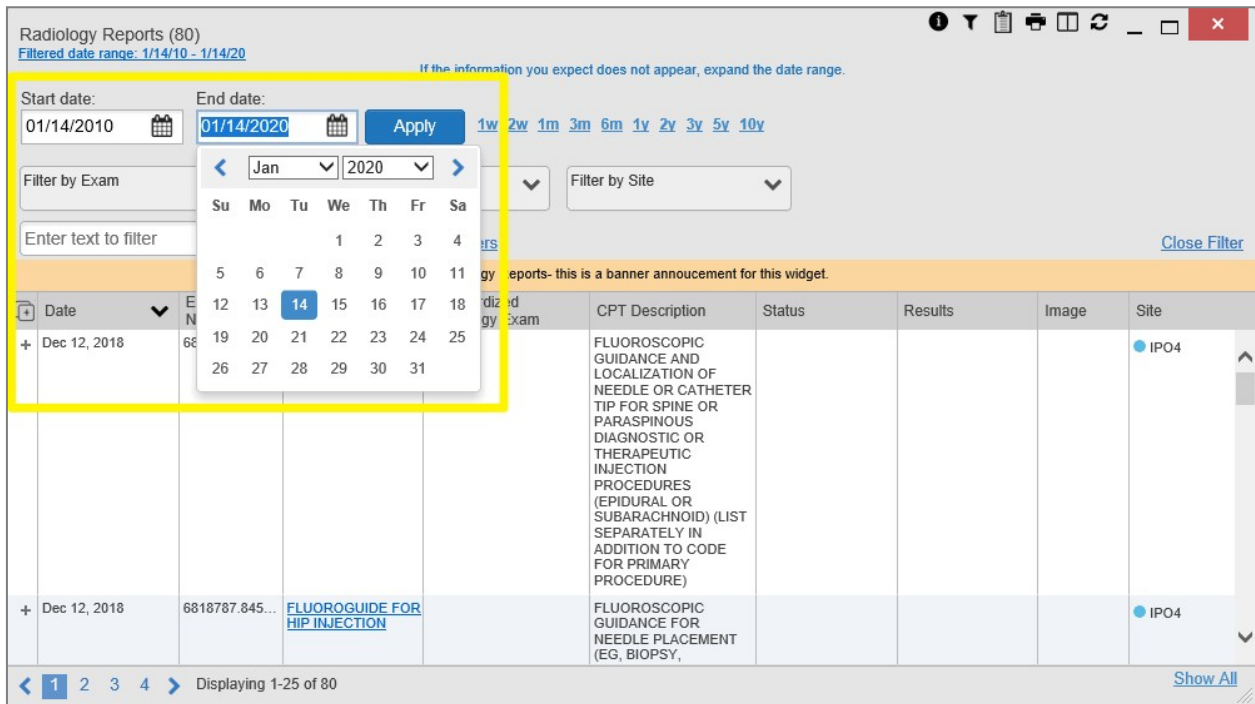 Radiology Reports (80)
Filtered date range: 1/14/10 - 1/14/20
If the information you expect does not appear, expand the date range.
Start date:
End date:
01/14/2010
01/14/2020
Apply
1w 2w 1m 3m 6m 1y 2y 3y 5y 10y
Jan 2020
Su Mo Tu We Th Fr Sa
1 2 3 4
5 6 7 8 9 10 11
12 13 14 15 16 17 18
19 20 21 22 23 24 25
26 27 28 29 30 31
Filter by Exam
Filter by Site
Enter text to filter
Close Filter
Reports- this is a banner annoucement for this widget.
Date
Exam
CPT Description
Status
Results
Image
Site
+ Dec 12, 2018
FLUOROSCOPIC
GUIDANCE AND
LOCALIZATION OF
NEEDLE OR CATHETER
TIP FOR SPINE OR
PARASPINOUS
DIAGNOSTIC OR
THERAPEUTIC
INJECTION
PROCEDURES
(EPIDURAL OR
SUBARACHNOID) (LIST
SEPARATELY IN
ADDITION TO CODE
FOR PRIMARY
PROCEDURE)
IPO4
+ Dec 12, 2018
6818787.845...
FLUOROGUIDE FOR
HIP INJECTION
FLUOROSCOPIC
GUIDANCE FOR
NEEDLE PLACEMENT
(EG, BIOPSY,
IPO4
1 2 3 4
Displaying 1-25 of 80
Show All